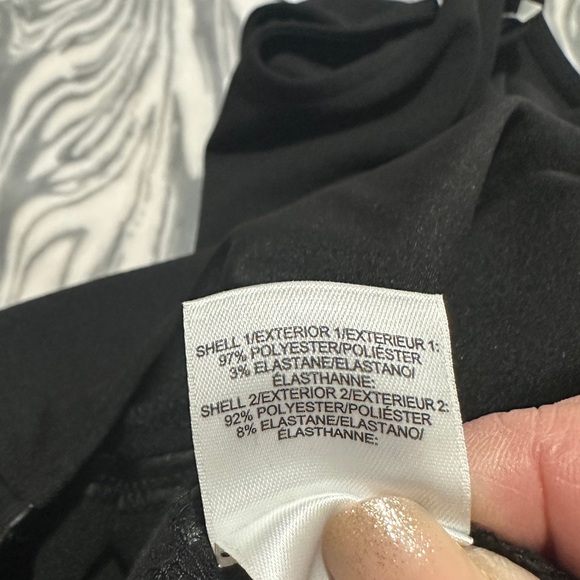 SHELL 1/EXTERIOR 1/EXTERIEUR 1:
97% POLYESTER/POLIÉSTER
3% ELASTANE/ELASTANO/
ÉLASTHANNE:
SHELL 2/EXTERIOR 2/EXTERIEUR 2:
92% POLYESTER/POLIÉSTER
8% ELASTANE/ELASTANO/
ÉLASTHANNE: